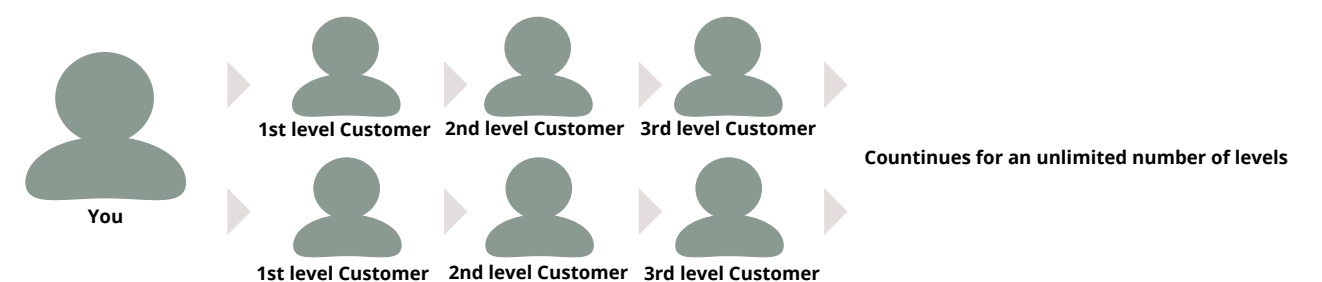 1st level Customer
2nd level Customer
3rd level Customer
Countinues for an unlimited number of levels
You
1st level Customer
2nd level Customer
3rd level Customer